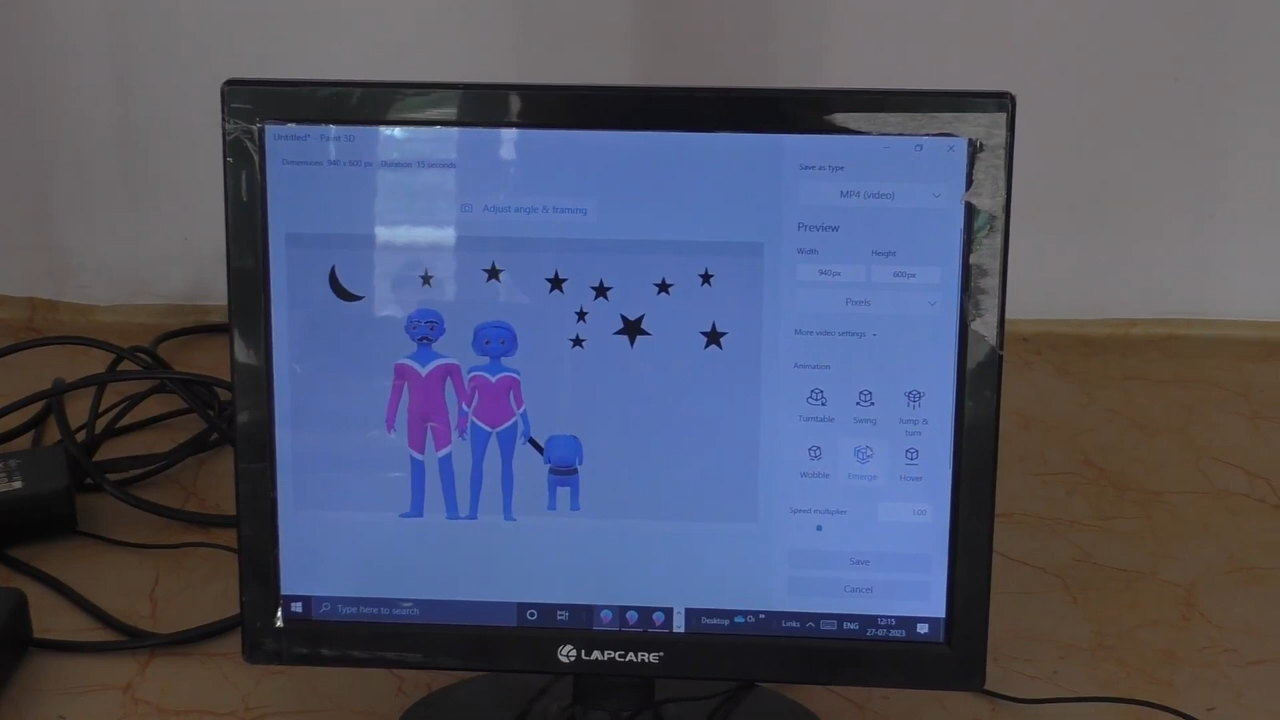 Untitled* - Paint 3D
Dimensions: 940 x 600 px Duration: 15 seconds
Adjust angle & framing
Save as type
MP4 (video)
Preview
Width Height
940px 600px
Pixels
More video settings
Animation
Turntable Swing Jump & turn
Wobble Emerge Hover
Speed multiplier 1.00
Save
Cancel
Type here to search
Desktop
Links
ENG
12:15
27-07-2023
LAPCARE